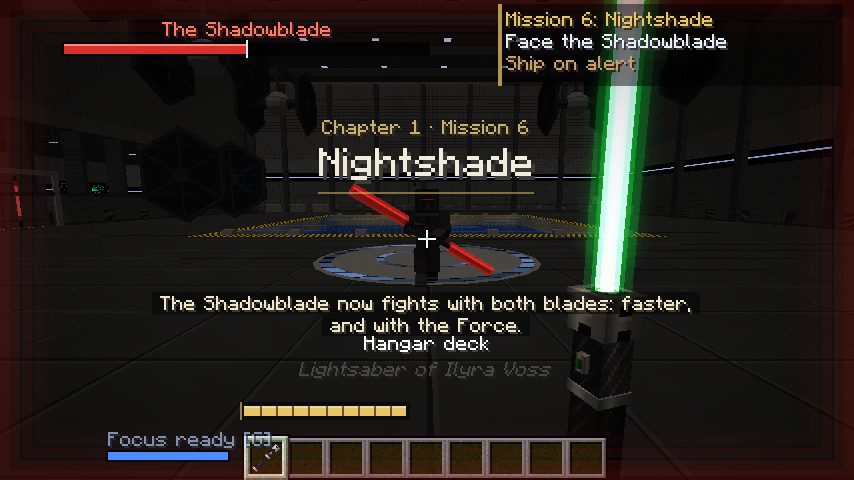 The Shadowblade
Mission 6: Nightshade
Face the Shadowblade
Ship on alert
Chapter 1 · Mission 6
Nightshade
The Shadowblade now fights with both blades: faster,
and with the Force.
Hangar deck
Lightsaber of Ilyra Voss
Focus ready [G]